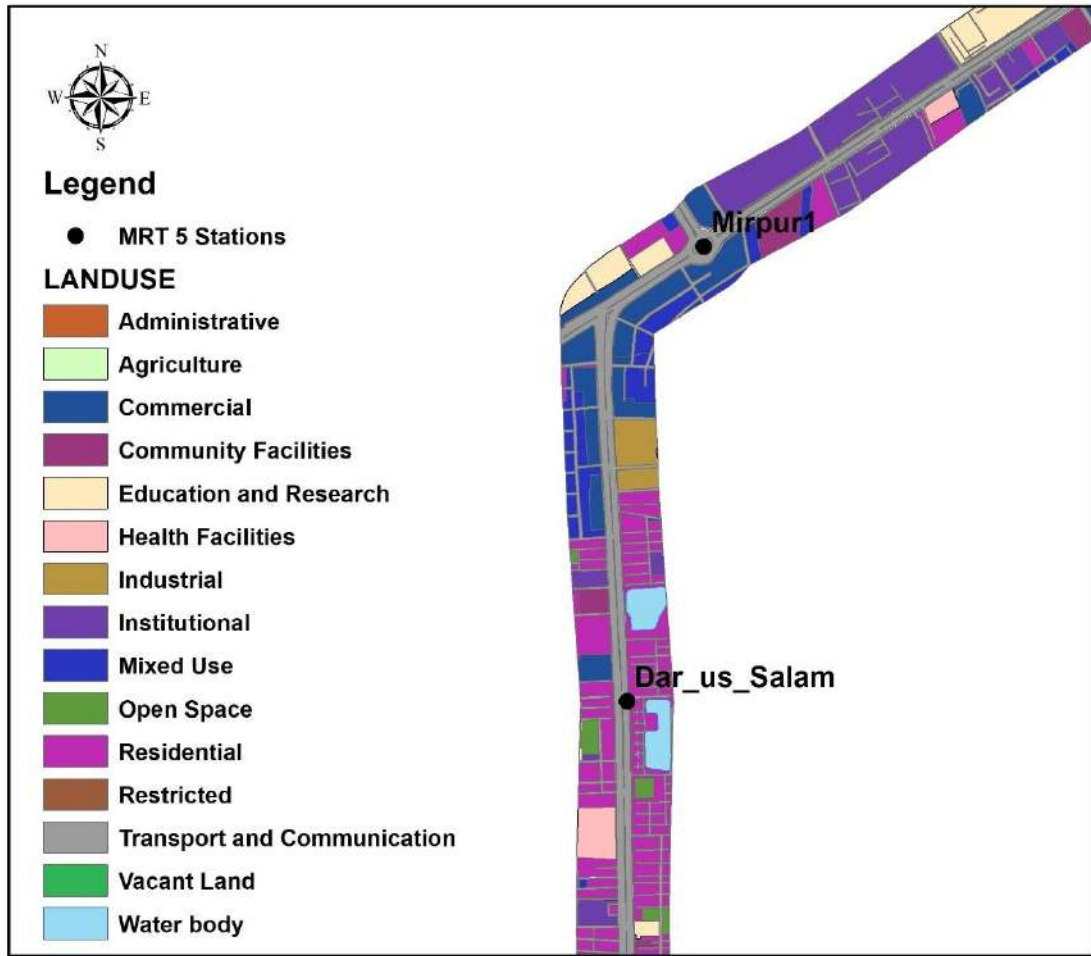 N
W E
S
Legend
MRT 5 Stations
LANDUSE
Administrative
Agriculture
Commercial
Community Facilities
Education and Research
Health Facilities
Industrial
Institutional
Mixed Use
Open Space
Residential
Restricted
Transport and Communication
Vacant Land
Water body
Mirpur1
Dar_us_Salam